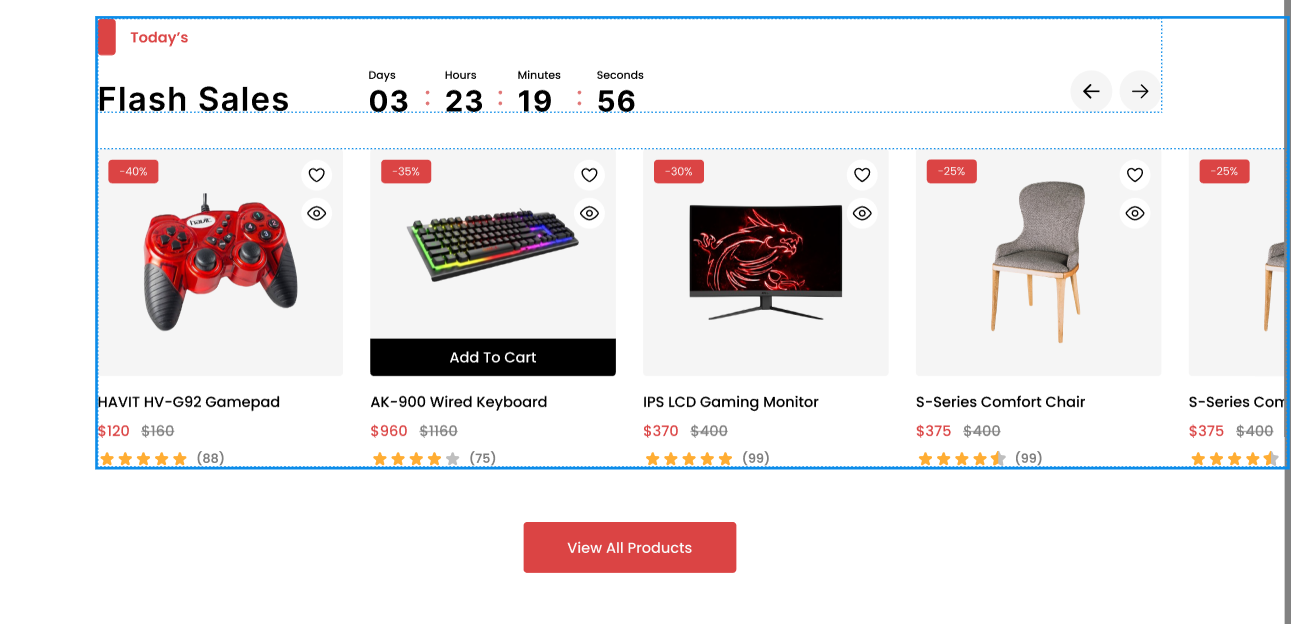 Today's
Flash Sales
Days Hours Minutes Seconds
03 : 23 : 19 : 56
-40%
-35%
-30%
-25%
-25%
havit
Add To Cart
HAVIT HV-G92 Gamepad
$120 $160
(88)
AK-900 Wired Keyboard
$960 $1160
(75)
IPS LCD Gaming Monitor
$370 $400
(99)
S-Series Comfort Chair
$375 $400
(99)
S-Series Com
$375 $400
View All Products